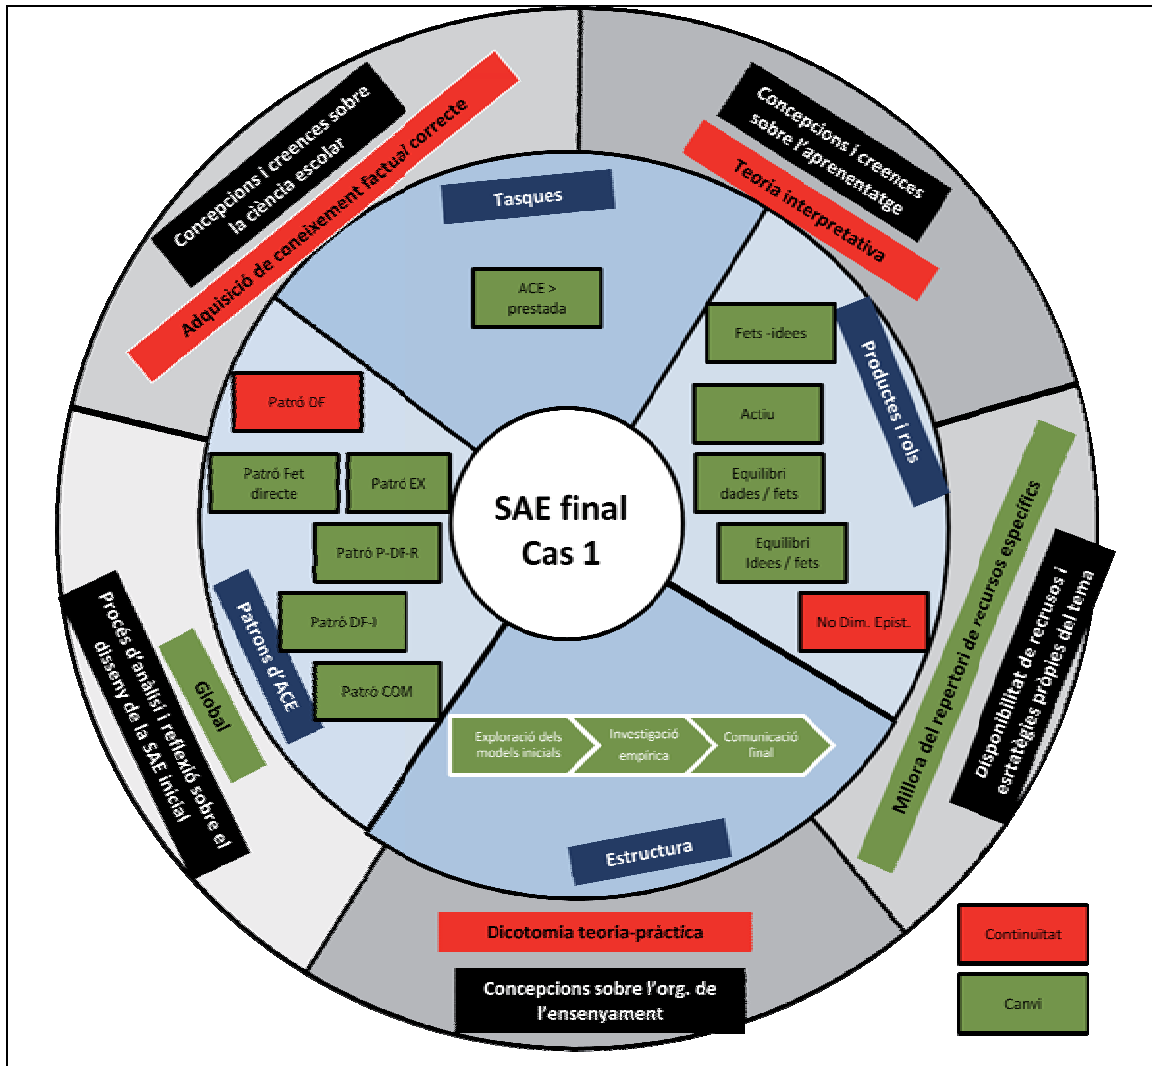 Concepcions i creences sobre
la ciència escolar
Adquisició de coneixement factual correcte
Concepcions i creences
sobre l'aprenentatge
Teoria interpretativa
Tasques
ACE >
prestada
Productes i rols
Fets -idees
Actiu
Equilibri
dades / fets
Equilibri
Idees / fets
No Dim. Epist.
Patró DF
Patró Fet
directe
Patró EX
Patró P-DF-R
Patró DF-I
Patró COM
Patrons d'ACE
SAE final
Cas 1
Exploració dels
models inicials
Investigació
empírica
Comunicació
final
Estructura
Millora del repertori de recursos específics
Disponibilitat de recrusos i
esrtatègies pròpies del tema
Procés d'anàlisi i reflexió sobre el
disseny de la SAE inicial
Global
Dicotomia teoria-pràctica
Concepcions sobre l'org. de
l'ensenyament
Continuïtat
Canvi